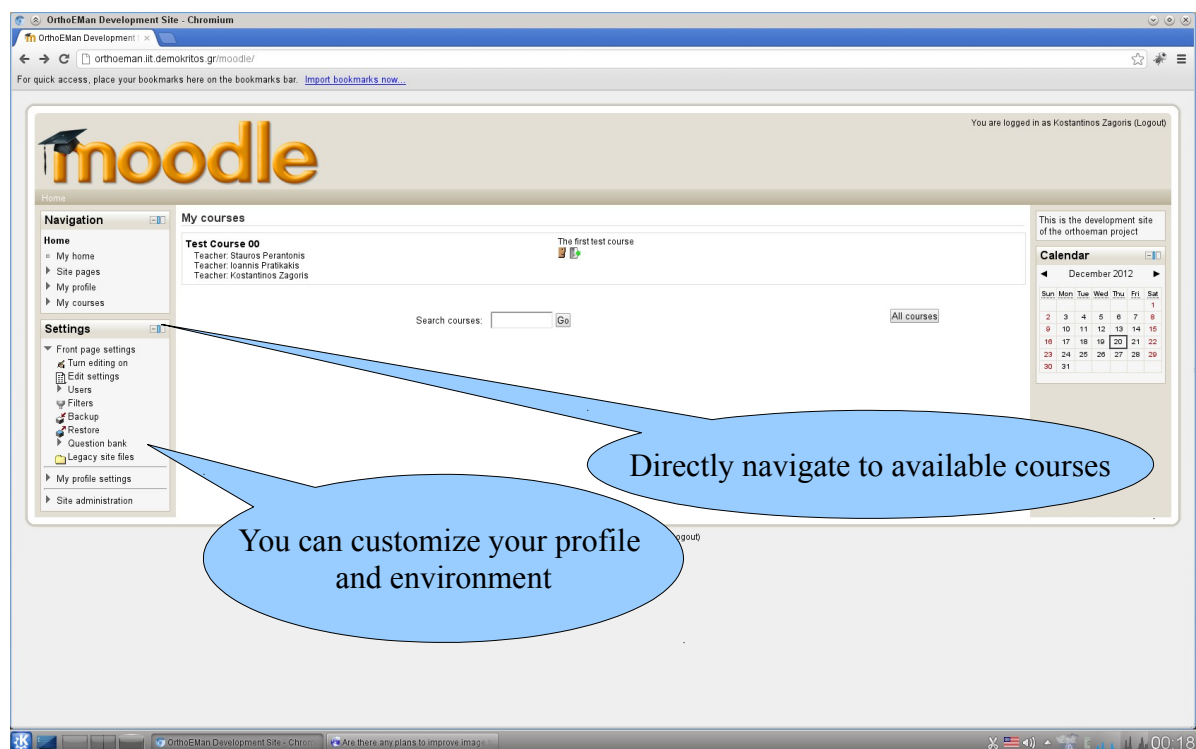 OrthoEMan Development Site - Chromium
OrthoEMan Development
orthoeman.iit.demokritos.gr/moodle/
For quick access, place your bookmarks here on the bookmarks bar. Import bookmarks now...
You are logged in as Kostantinos Zagoris (Logout)
moodle
Home
Navigation
Home
My home
Site pages
My profile
My courses
Settings
Front page settings
Turn editing on
Edit settings
Users
Filters
Backup
Restore
Question bank
Legacy site files
My profile settings
Site administration
My courses
Test Course 00
Teacher: Stauros Perantonis
Teacher: Ioannis Pratikakis
Teacher: Kostantinos Zagoris
The first test course
Search courses: Go
All courses
This is the development site
of the orthoeman project
Calendar
December 2012
Sun Mon Tue Wed Thu Fri Sat
1
2 3 4 5 6 7 8
9 10 11 12 13 14 15
16 17 18 19 20 21 22
23 24 25 26 27 28 29
30 31
Directly navigate to available courses
You can customize your profile
and environment
ogout)
OrthoEMan Development Site - Chrom
Are there any plans to improve image
00:18